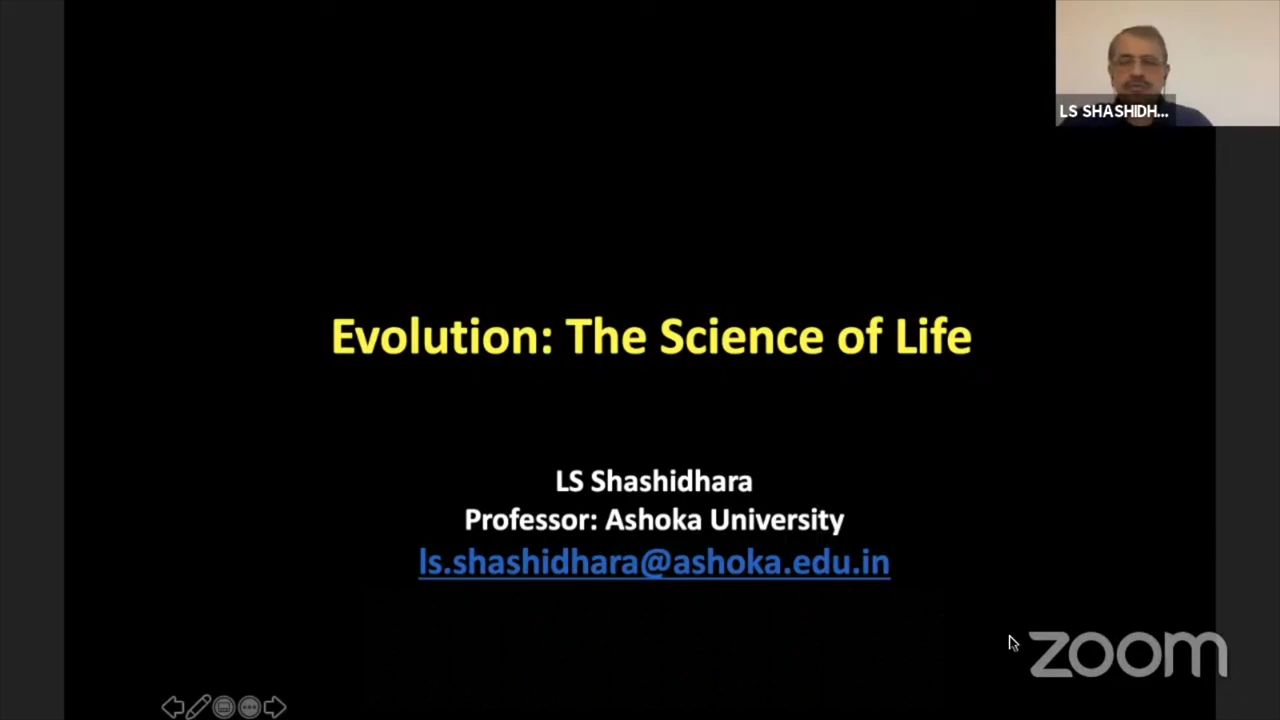 LS SHASHIDH...
Evolution: The Science of Life
LS Shashidhara
Professor: Ashoka University
ls.shashidhara@ashoka.edu.in
zoom